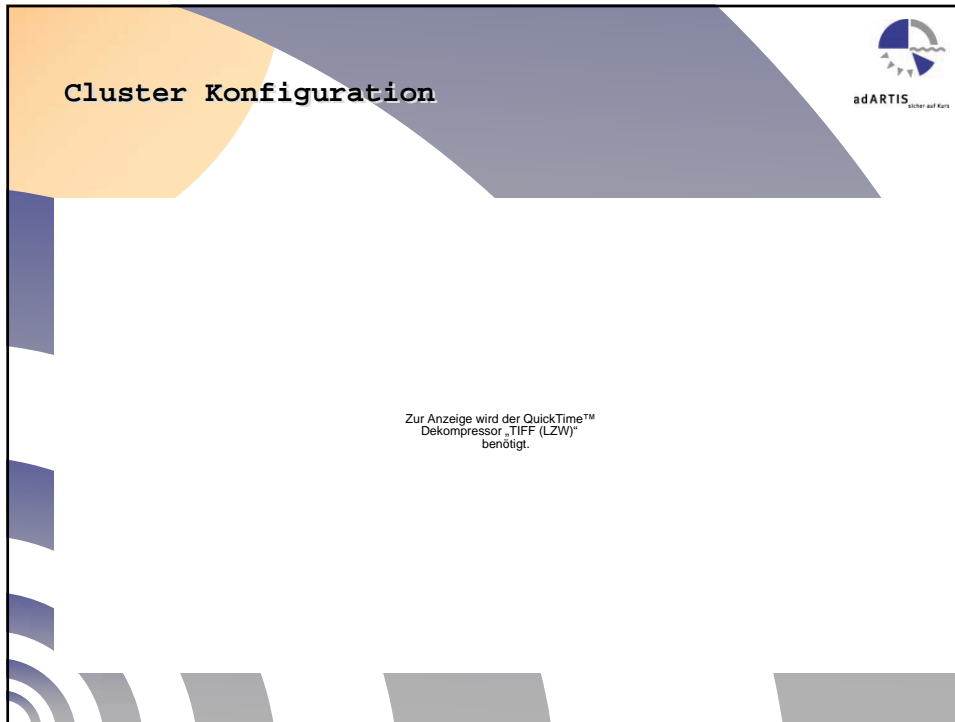 Cluster Konfiguration
adARTIS
sicher auf Kurs
Zur Anzeige wird der QuickTime™
Dekompressor „TIFF (LZW)“
benötigt.